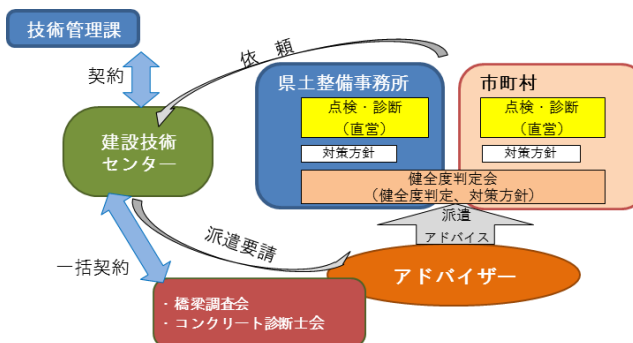 技術管理課
契約
依 頼
県土整備事務所
市町村
点検・診断
（直営）
点検・診断
（直営）
対策方針
対策方針
建設技術
センター
健全度判定会
（健全度判定、対策方針）
派遣
アドバイス
派遣要請
アドバイザー
一括契約
・橋梁調査会
・コンクリート診断士会